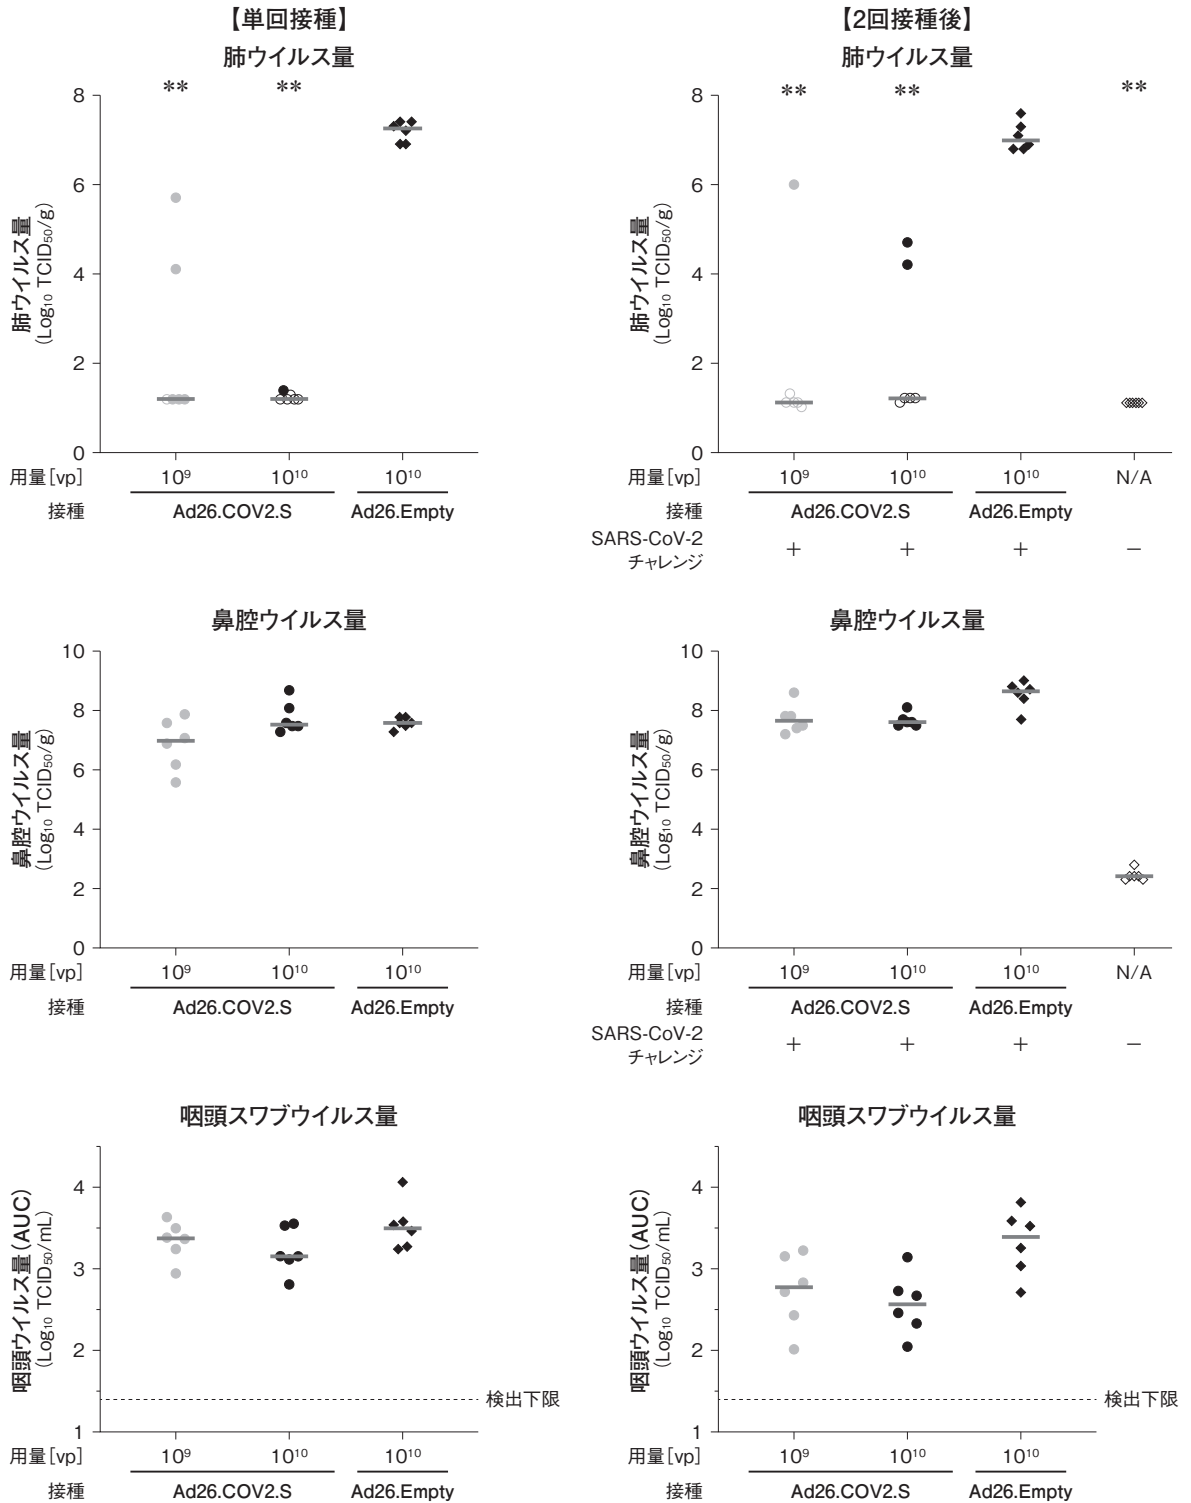 【単回接種】
肺ウイルス量
** **
8
6
4
2
0
肺ウイルス量
(Log₁₀ TCID₅₀/g)
用量[vp] 10⁹ 10¹⁰ 10¹⁰
接種 Ad26.COV2.S Ad26.Empty
【2回接種後】
肺ウイルス量
** ** **
8
6
4
2
0
肺ウイルス量
(Log₁₀ TCID₅₀/g)
用量[vp] 10⁹ 10¹⁰ 10¹⁰ N/A
接種 Ad26.COV2.S Ad26.Empty
SARS-CoV-2
チャレンジ + + + −
鼻腔ウイルス量
10
8
6
4
2
0
鼻腔ウイルス量
(Log₁₀ TCID₅₀/g)
用量[vp] 10⁹ 10¹⁰ 10¹⁰
接種 Ad26.COV2.S Ad26.Empty
鼻腔ウイルス量
10
8
6
4
2
0
鼻腔ウイルス量
(Log₁₀ TCID₅₀/g)
用量[vp] 10⁹ 10¹⁰ 10¹⁰ N/A
接種 Ad26.COV2.S Ad26.Empty
SARS-CoV-2
チャレンジ + + + −
咽頭スワブウイルス量
4
3
2
1
咽頭ウイルス量(AUC)
(Log₁₀ TCID₅₀/mL)
検出下限
用量[vp] 10⁹ 10¹⁰ 10¹⁰
接種 Ad26.COV2.S Ad26.Empty
咽頭スワブウイルス量
4
3
2
1
咽頭ウイルス量(AUC)
(Log₁₀ TCID₅₀/mL)
検出下限
用量[vp] 10⁹ 10¹⁰ 10¹⁰
接種 Ad26.COV2.S Ad26.Empty